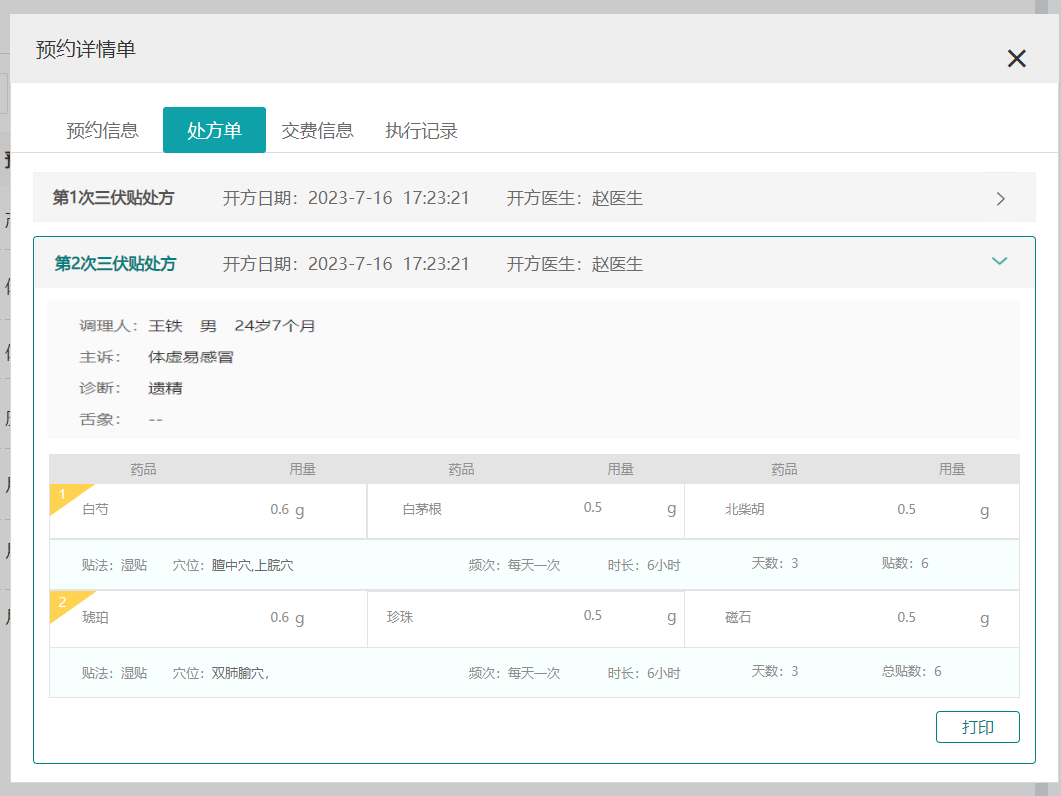 预约详情单
预约信息 处方单 交费信息 执行记录
第1次三伏贴处方 开方日期：2023-7-16 17:23:21 开方医生：赵医生
第2次三伏贴处方 开方日期：2023-7-16 17:23:21 开方医生：赵医生
调理人：王铁 男 24岁7个月
主诉：体虚易感冒
诊断：遗精
舌象：--
药品 用量 药品 用量 药品 用量
1 白芍 0.6 g 白茅根 0.5 g 北柴胡 0.5 g
贴法：湿贴 穴位：膻中穴,上脘穴 频次：每天一次 时长：6小时 天数：3 贴数：6
2 琥珀 0.6 g 珍珠 0.5 g 磁石 0.5 g
贴法：湿贴 穴位：双肺腧穴, 频次：每天一次 时长：6小时 天数：3 总贴数：6
打印